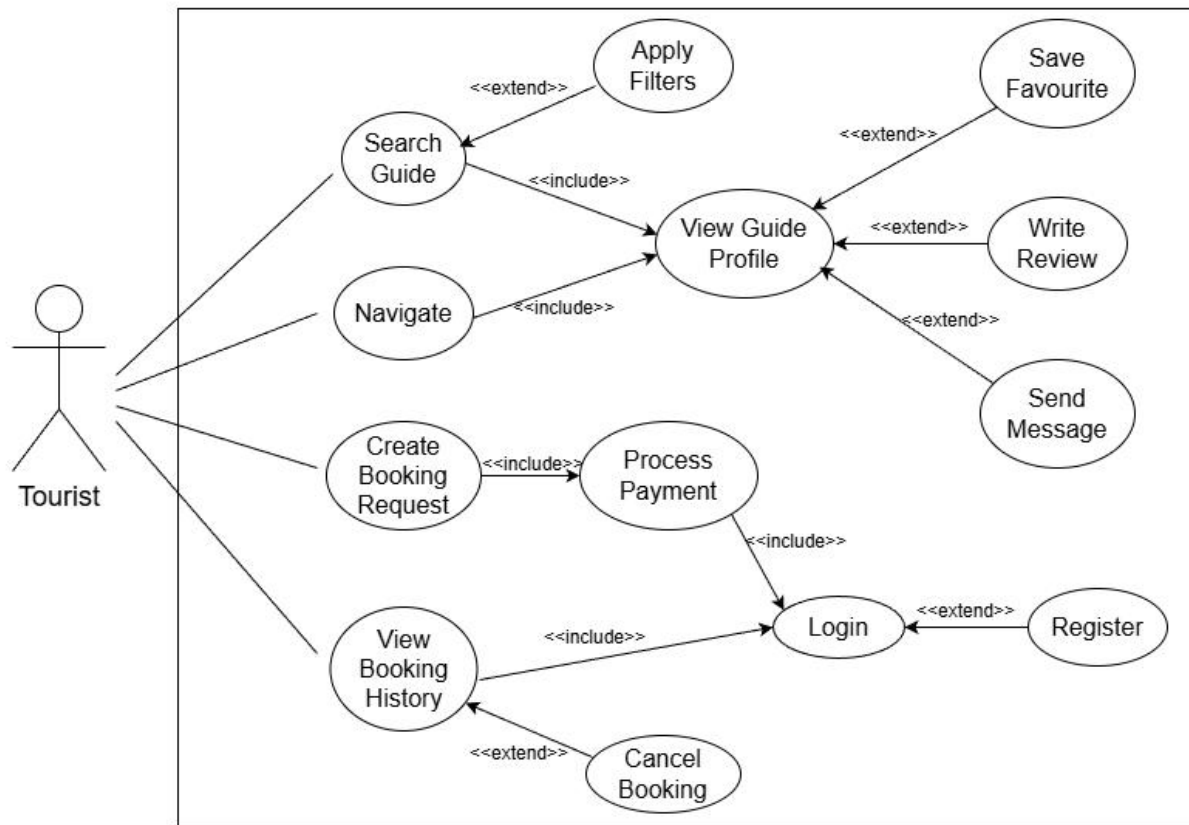 Apply
Filters
Save
Favourite
<<extend>>
Search
Guide
<<extend>>
<<include>>
View Guide
Profile
<<extend>>
Write
Review
Navigate
<<include>>
<<extend>>
Send
Message
Tourist
Create
Booking
Request
<<include>>
Process
Payment
<<include>>
View
Booking
History
<<include>>
Login
<<extend>>
Register
<<extend>>
Cancel
Booking